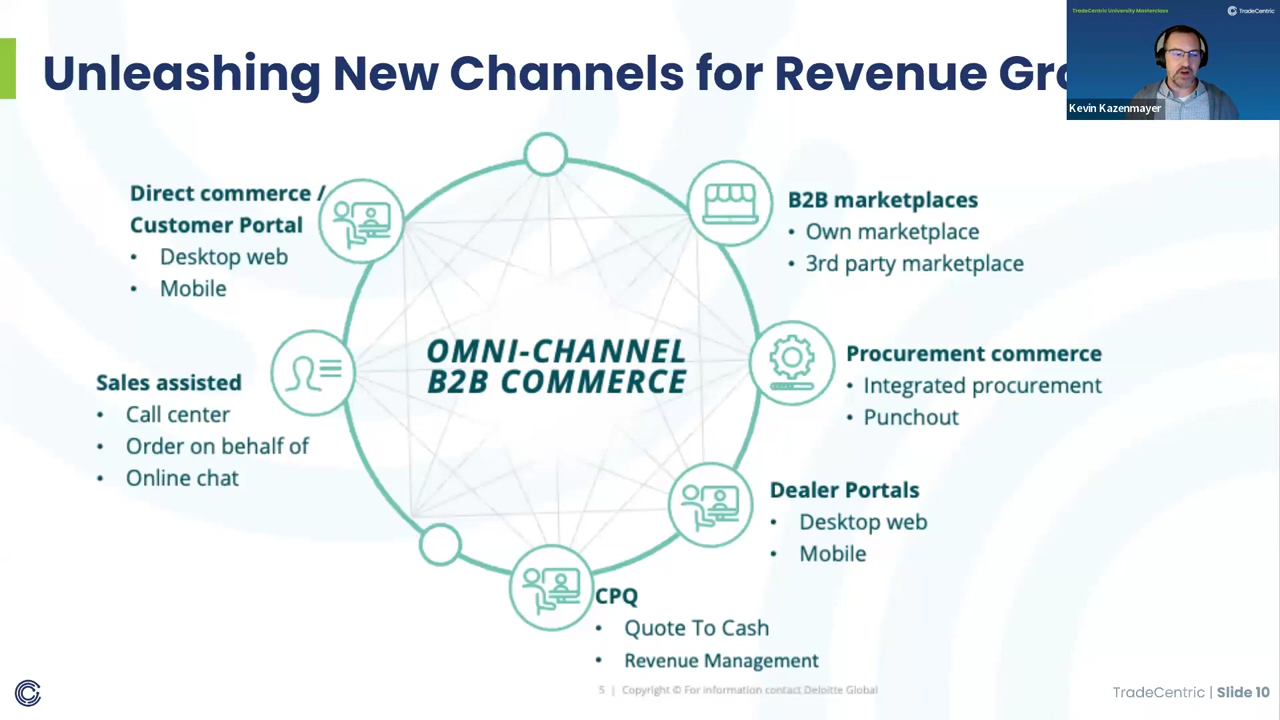 Unleashing New Channels for Revenue
TradeCentric University Masterclass
TradeCentric
Kevin Kazenmayer
Direct commerce /
Customer Portal
• Desktop web
• Mobile
Sales assisted
• Call center
• Order on behalf of
• Online chat
OMNI-CHANNEL
B2B COMMERCE
B2B marketplaces
• Own marketplace
• 3rd party marketplace
Procurement commerce
• Integrated procurement
• Punchout
Dealer Portals
• Desktop web
• Mobile
CPQ
• Quote To Cash
• Revenue Management
5 | Copyright © For information contact Deloitte Global
TradeCentric | Slide 10